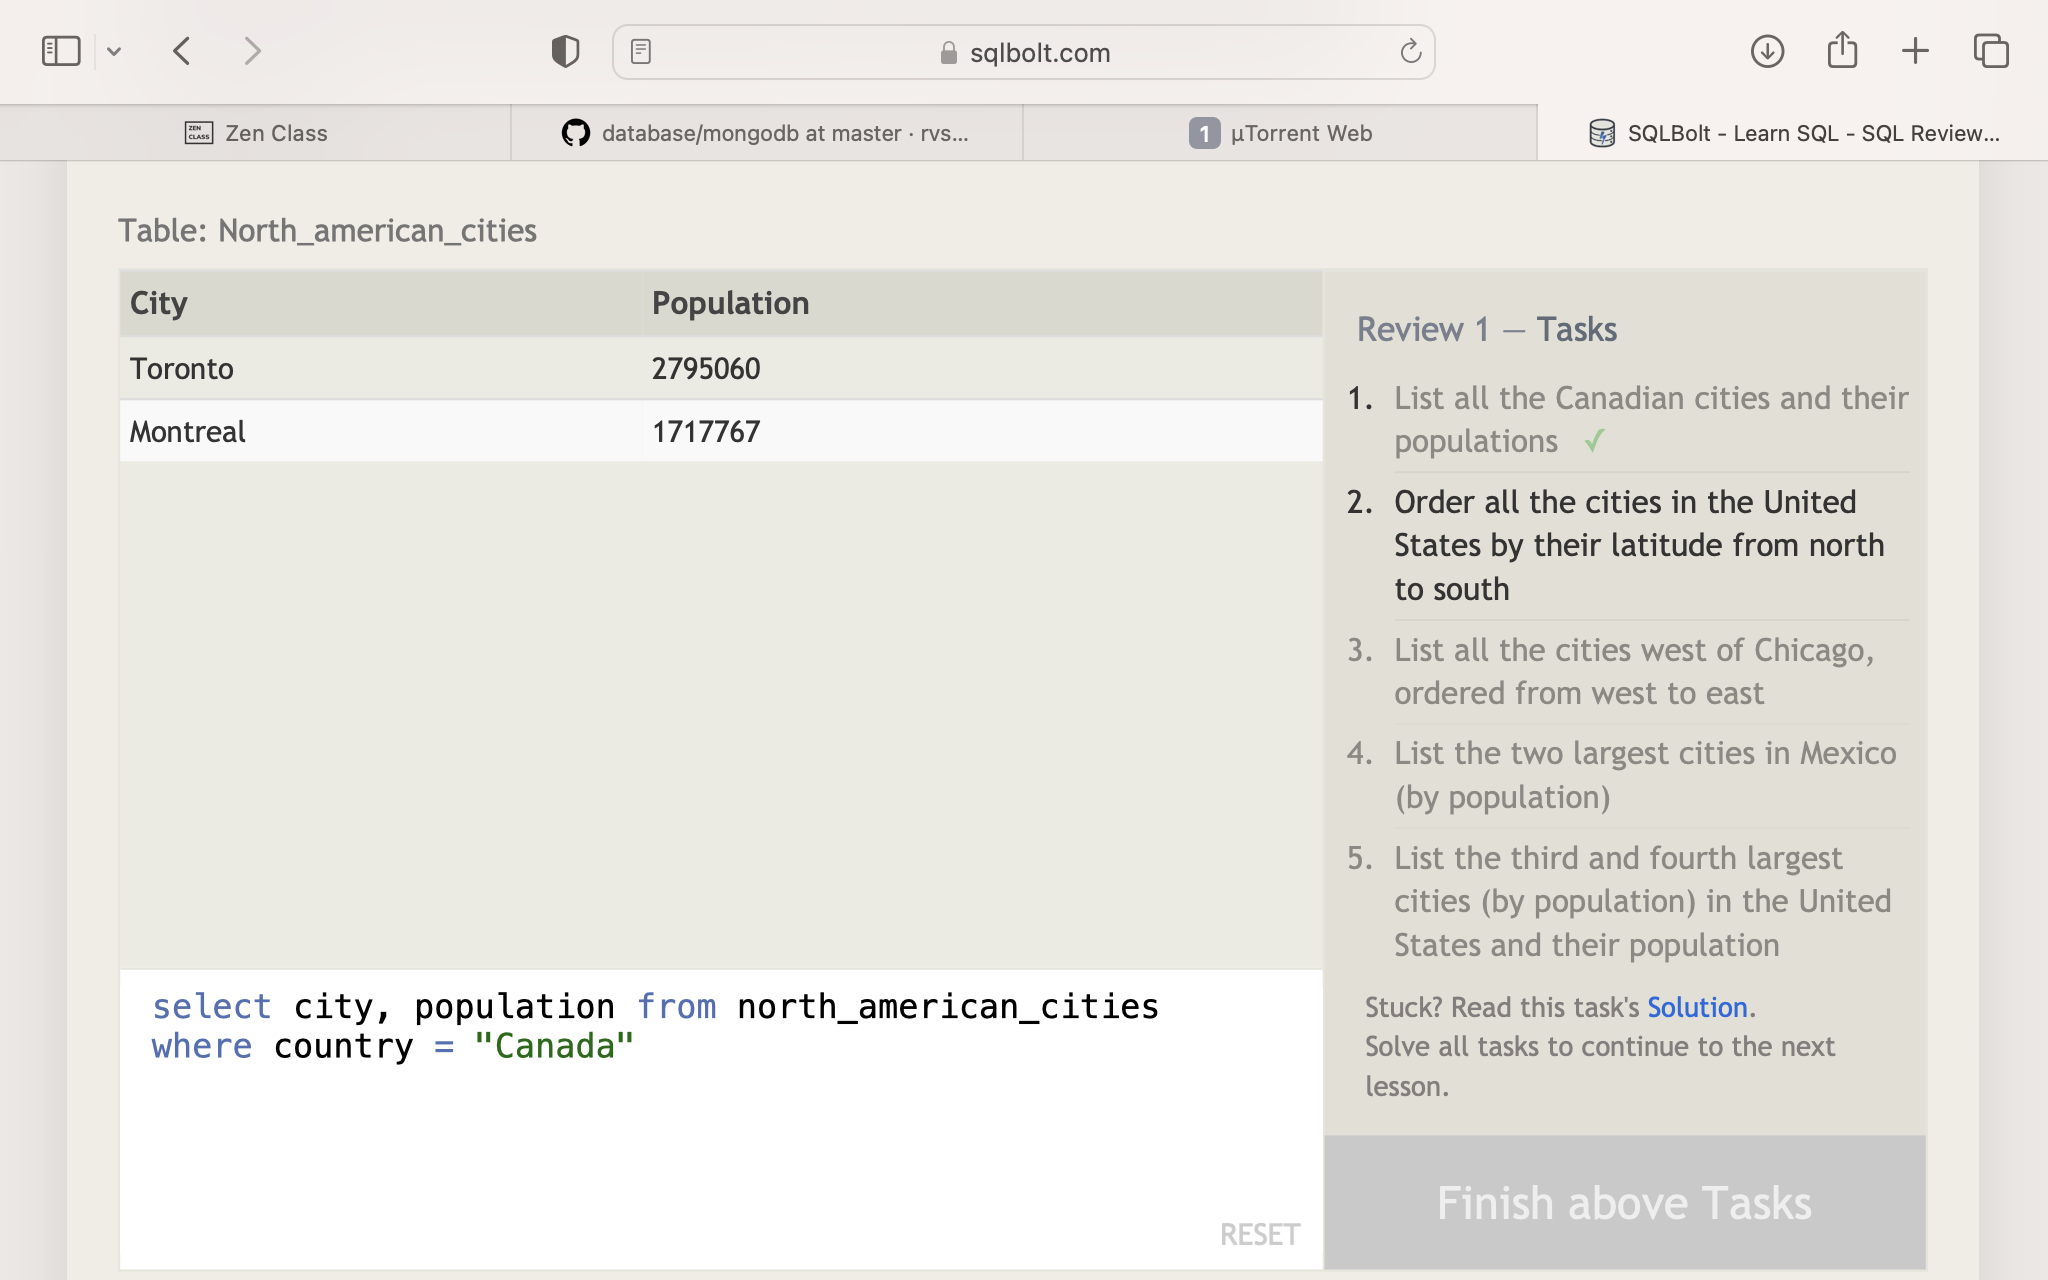 sqlbolt.com
ZEN CLASS Zen Class
database/mongodb at master · rvs...
1 µTorrent Web
SQLBolt - Learn SQL - SQL Review...
Table: North_american_cities
City Population
Toronto 2795060
Montreal 1717767
Review 1 — Tasks
1. List all the Canadian cities and their
populations ✓
2. Order all the cities in the United
States by their latitude from north
to south
3. List all the cities west of Chicago,
ordered from west to east
4. List the two largest cities in Mexico
(by population)
5. List the third and fourth largest
cities (by population) in the United
States and their population
Stuck? Read this task's Solution.
Solve all tasks to continue to the next
lesson.
Finish above Tasks
select city, population from north_american_cities
where country = "Canada"
RESET